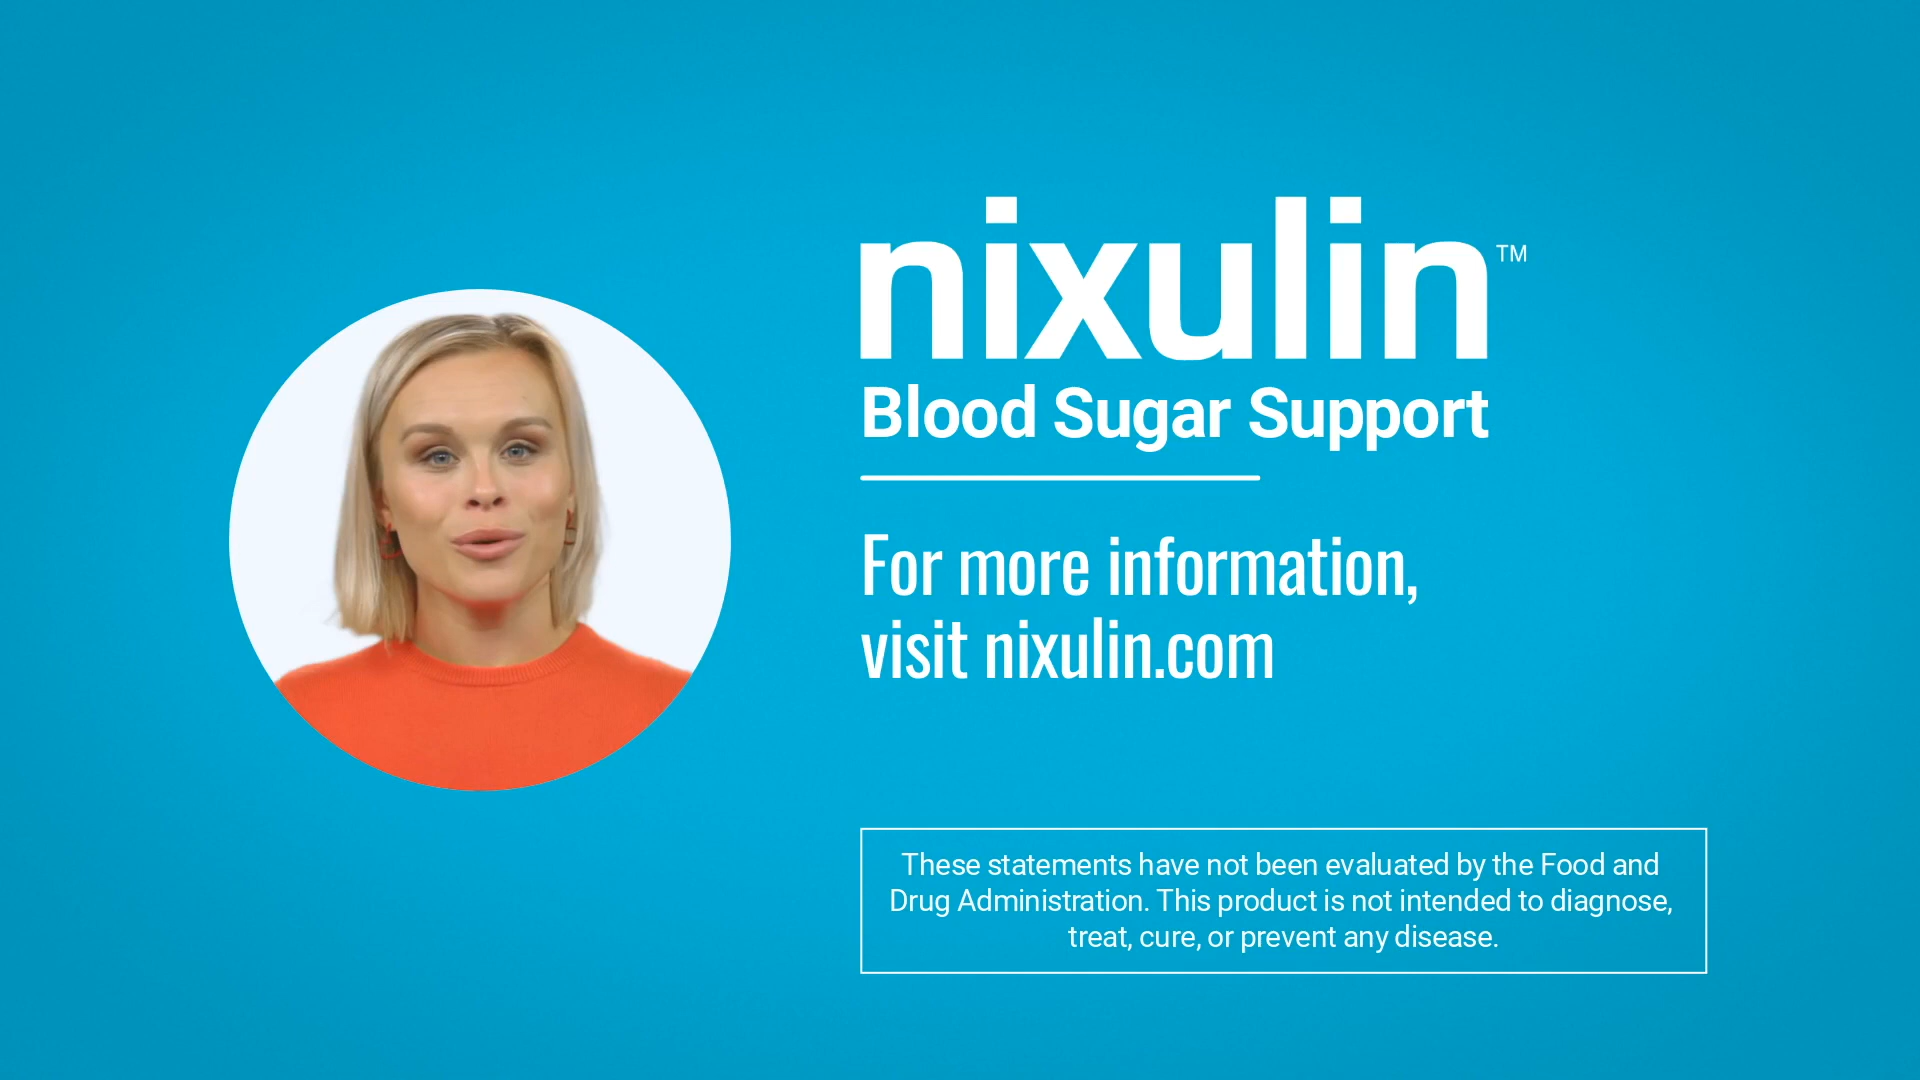 nixulin™
Blood Sugar Support
For more information,
visit nixulin.com
These statements have not been evaluated by the Food and
Drug Administration. This product is not intended to diagnose,
treat, cure, or prevent any disease.